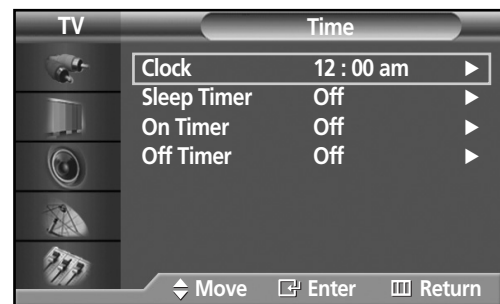 TV Time
Clock 12 : 00 am
Sleep Timer Off
On Timer Off
Off Timer Off
Move Enter Return